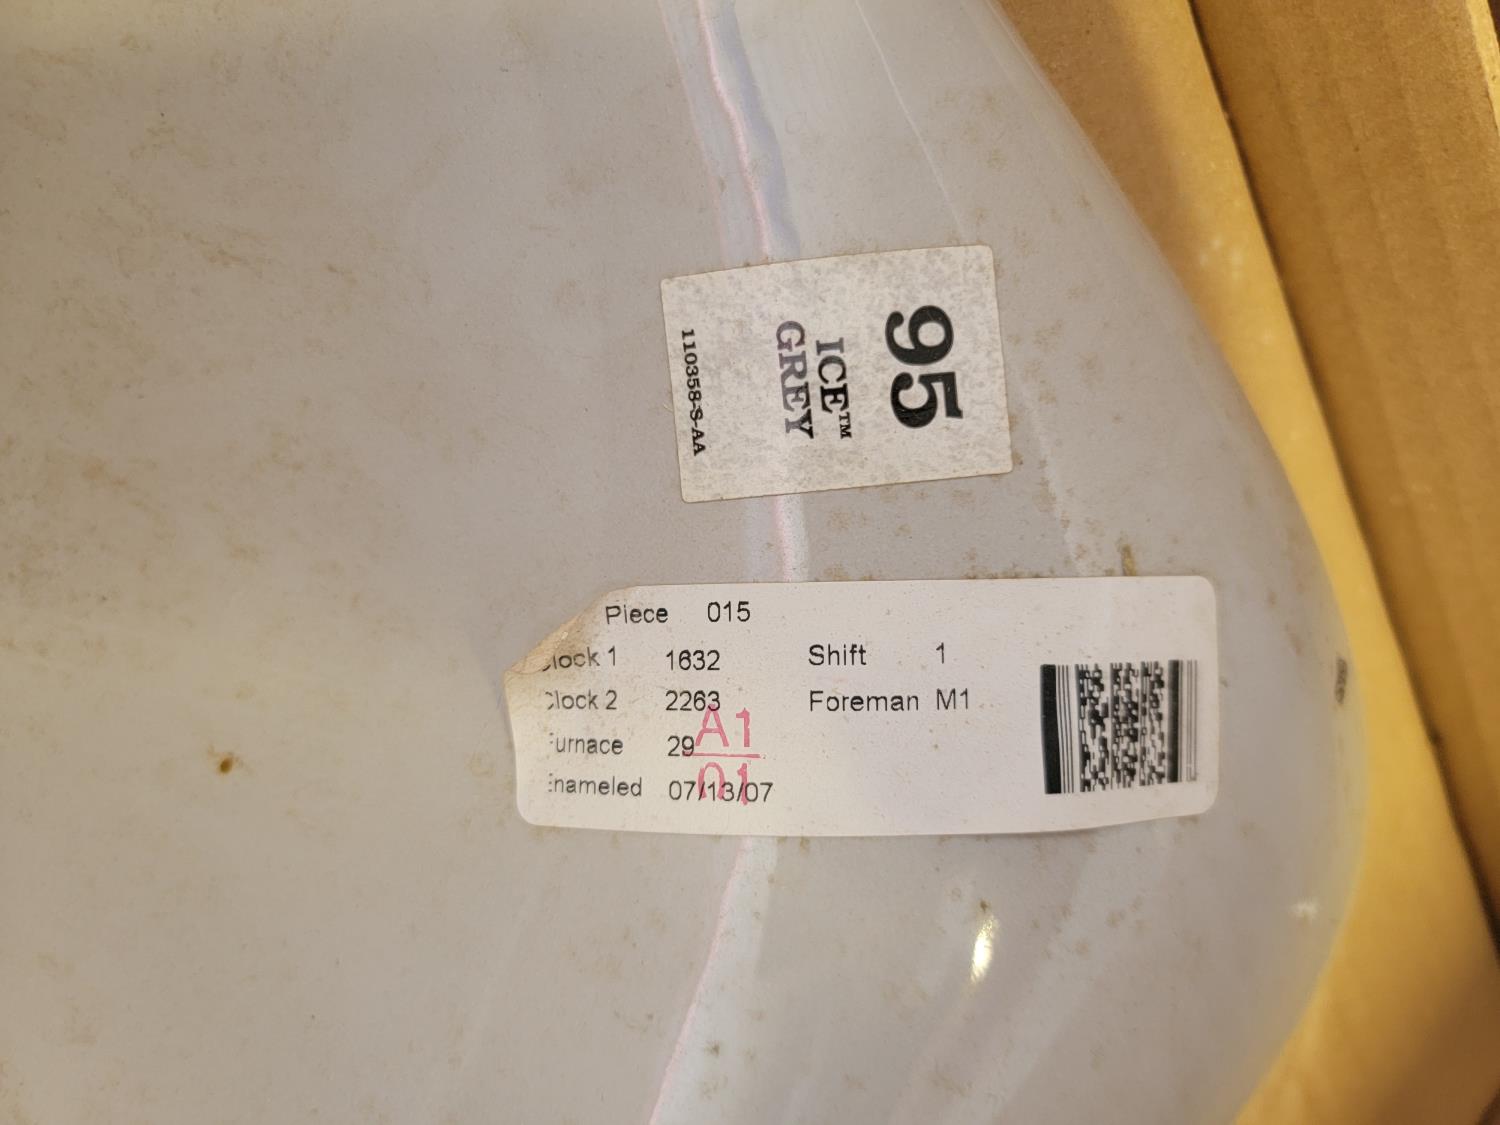 95
ICE™
GREY
110358-S-AA
Piece 015
lock 1 1632 Shift 1
lock 2 2263 Foreman M1
urnace 29
nameled 07/13/07
A1
01